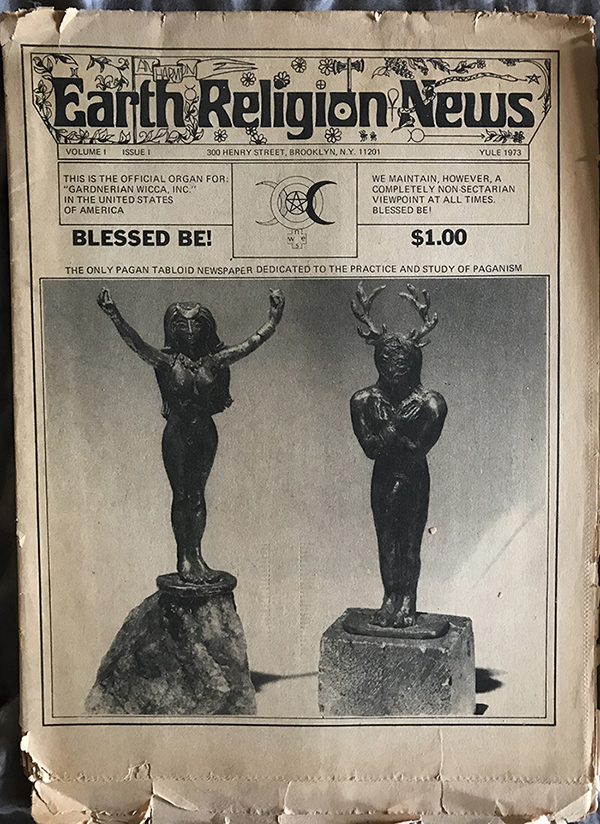 Earth Religion News
VOLUME I ISSUE I
300 HENRY STREET, BROOKLYN, N.Y. 11201
YULE 1973
THIS IS THE OFFICIAL ORGAN FOR:
"GARDNERIAN WICCA, INC."
IN THE UNITED STATES
OF AMERICA
BLESSED BE!
n
w e
s
WE MAINTAIN, HOWEVER, A
COMPLETELY NON-SECTARIAN
VIEWPOINT AT ALL TIMES.
BLESSED BE!
$1.00
THE ONLY PAGAN TABLOID NEWSPAPER DEDICATED TO THE PRACTICE AND STUDY OF PAGANISM